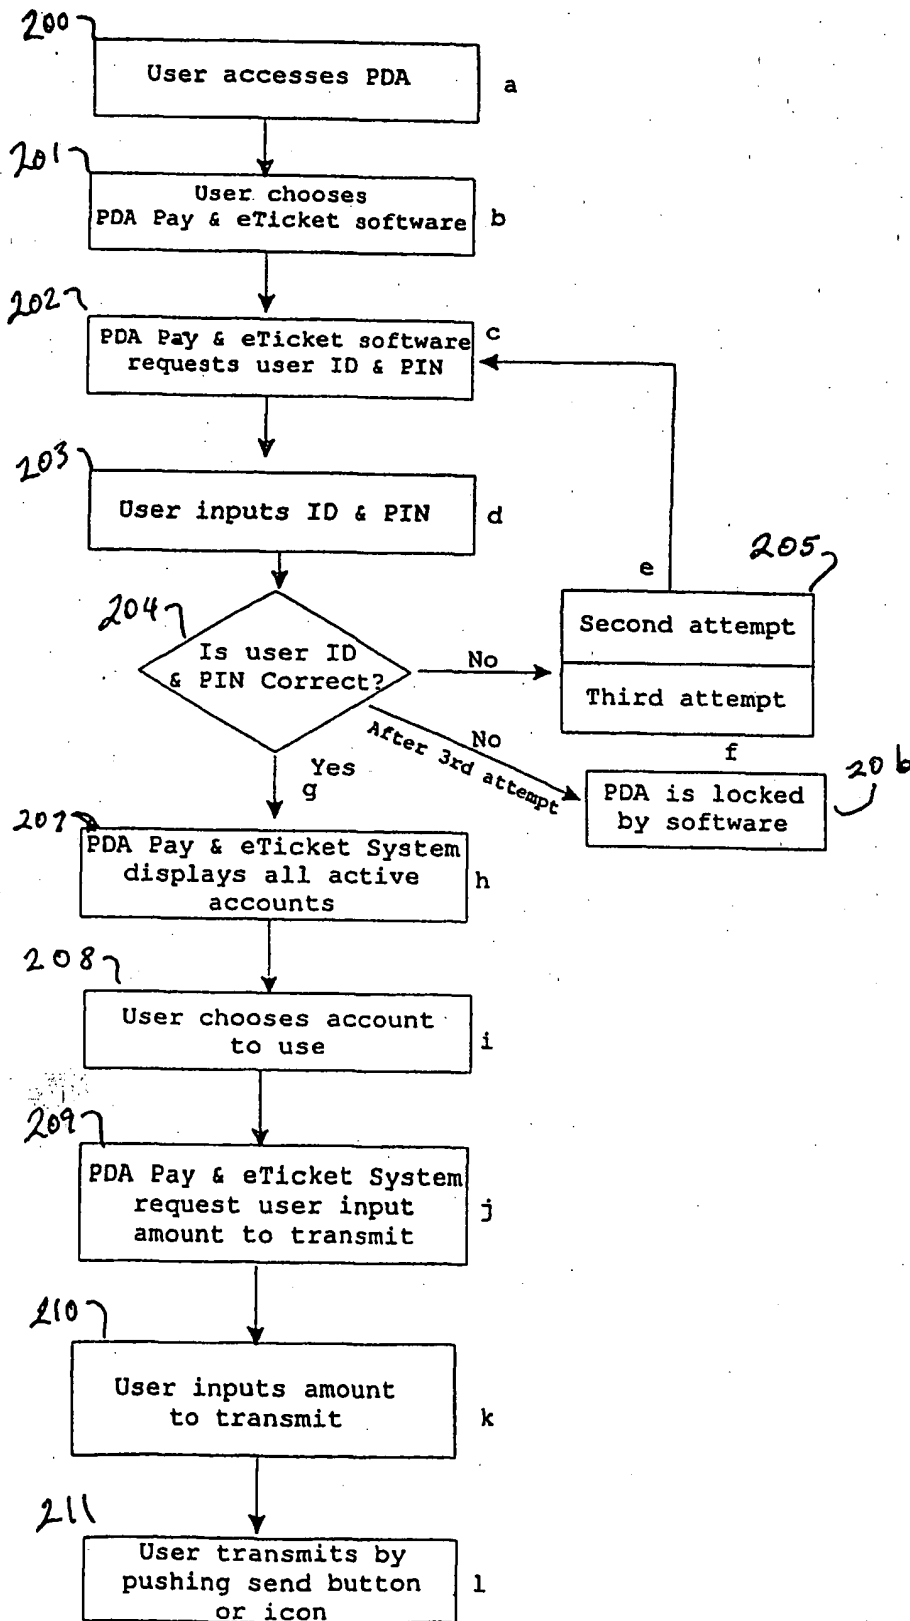 200
User accesses PDA
a
201
User chooses
PDA Pay & eTicket software
b
202
PDA Pay & eTicket software
requests user ID & PIN
c
203
User inputs ID & PIN
d
204
Is user ID
& PIN Correct?
No
e
205
Second attempt
Third attempt
f
No
After 3rd attempt
PDA is locked
by software
206
Yes
g
207
PDA Pay & eTicket System
displays all active
accounts
h
208
User chooses account
to use
i
209
PDA Pay & eTicket System
request user input
amount to transmit
j
210
User inputs amount
to transmit
k
211
User transmits by
pushing send button
or icon
l